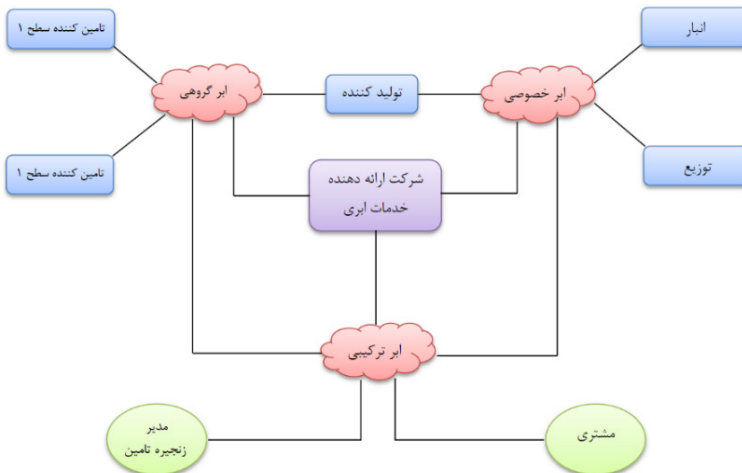 تامین کننده سطح ۱
انبار
ابر گروهی
تولید کننده
ابر خصوصی
تامین کننده سطح ۱
شرکت ارائه دهنده
خدمات ابری
توزیع
ابر ترکیبی
مدیر
زنجیره تامین
مشتری